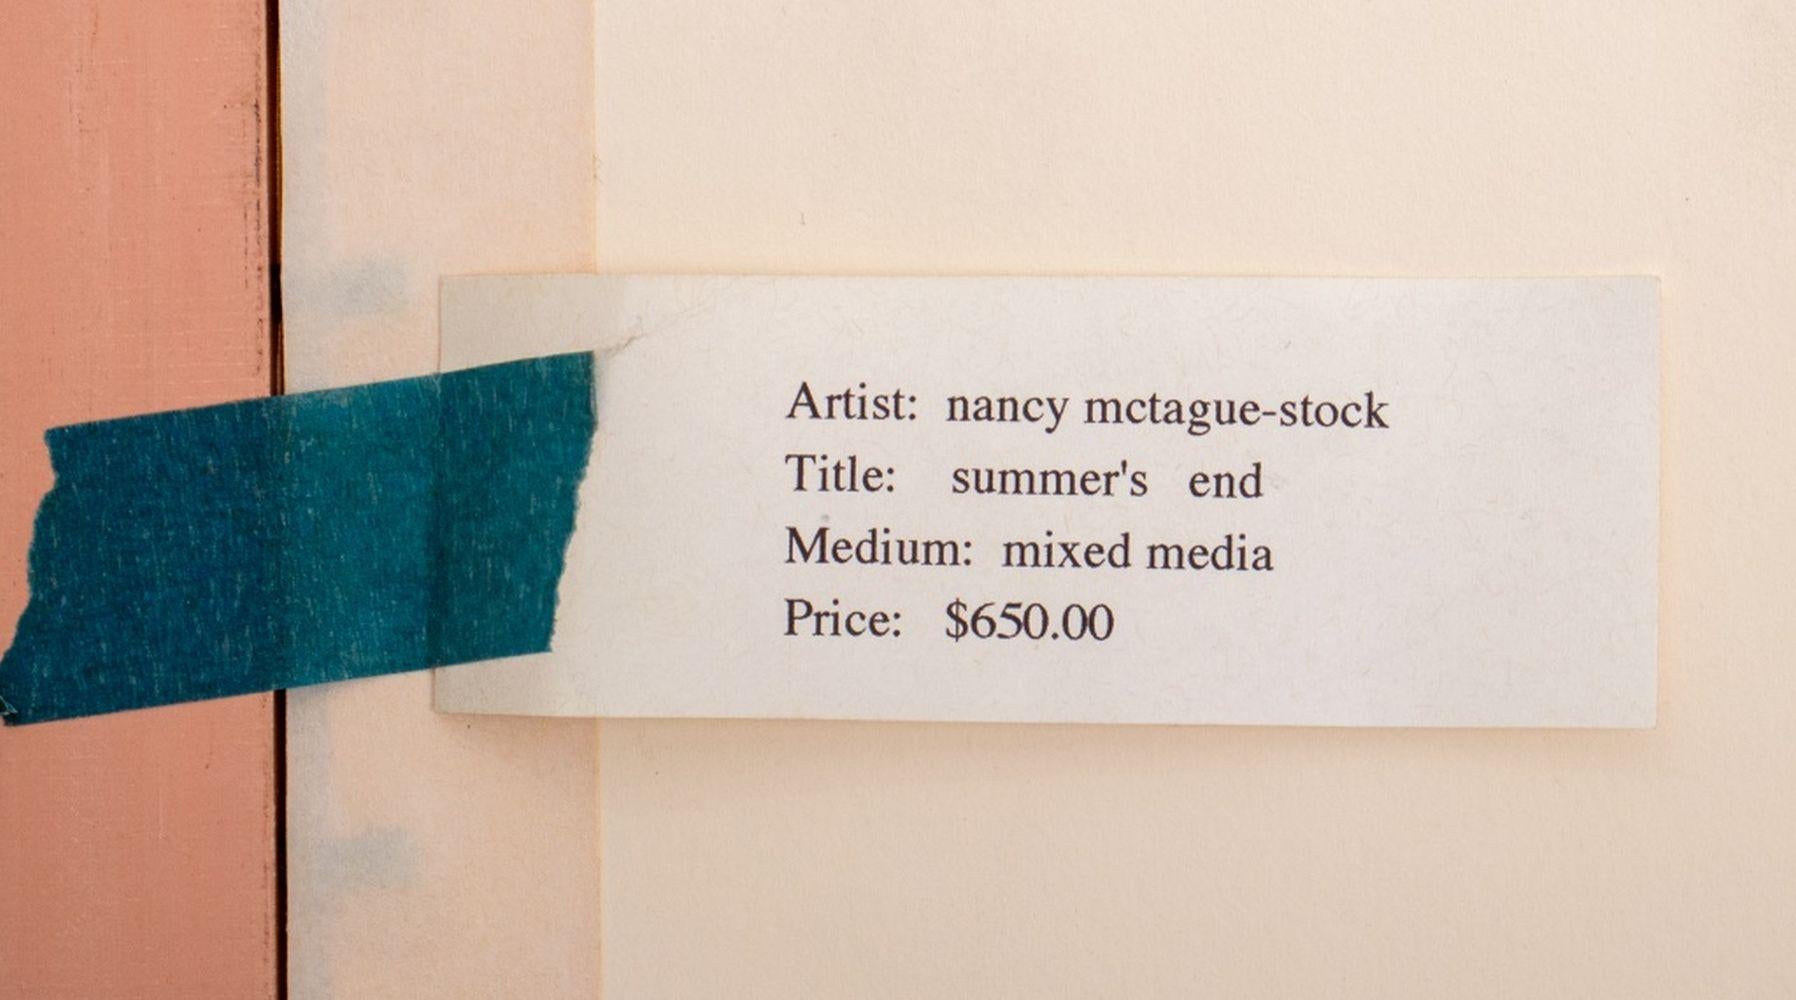 Artist: nancy mctague-stock
Title: summer's end
Medium: mixed media
Price: $650.00